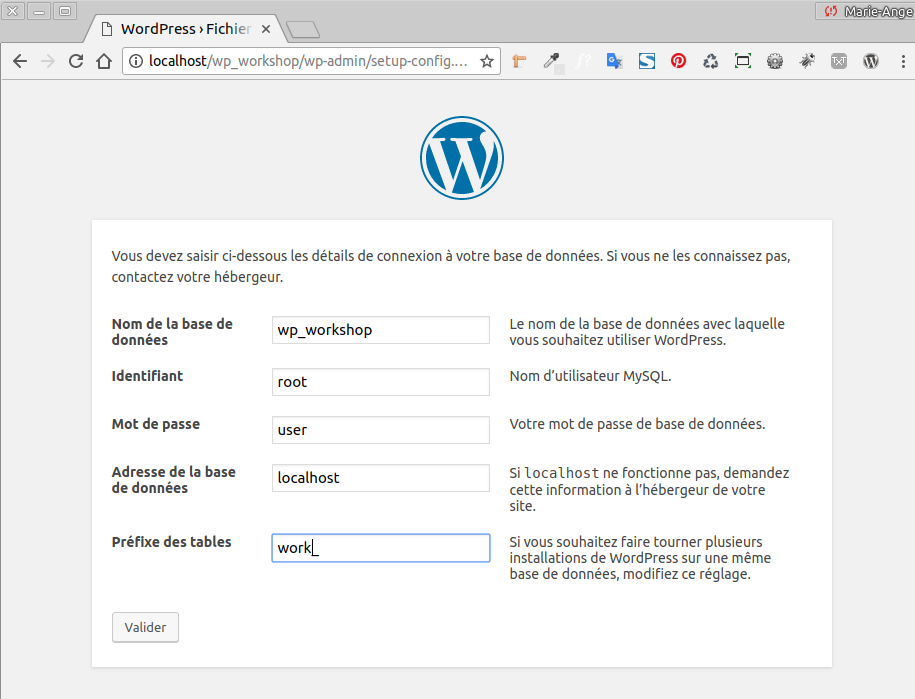 Marie-Ange
WordPress › Fichier
localhost/wp_workshop/wp-admin/setup-config.…
Vous devez saisir ci-dessous les détails de connexion à votre base de données. Si vous ne les connaissez pas,
contactez votre hébergeur.
Nom de la base de
données
wp_workshop
Le nom de la base de données avec laquelle
vous souhaitez utiliser WordPress.
Identifiant
root
Nom d’utilisateur MySQL.
Mot de passe
user
Votre mot de passe de base de données.
Adresse de la base
de données
localhost
Si localhost ne fonctionne pas, demandez
cette information à l’hébergeur de votre
site.
Préfixe des tables
work_
Si vous souhaitez faire tourner plusieurs
installations de WordPress sur une même
base de données, modifiez ce réglage.
Valider